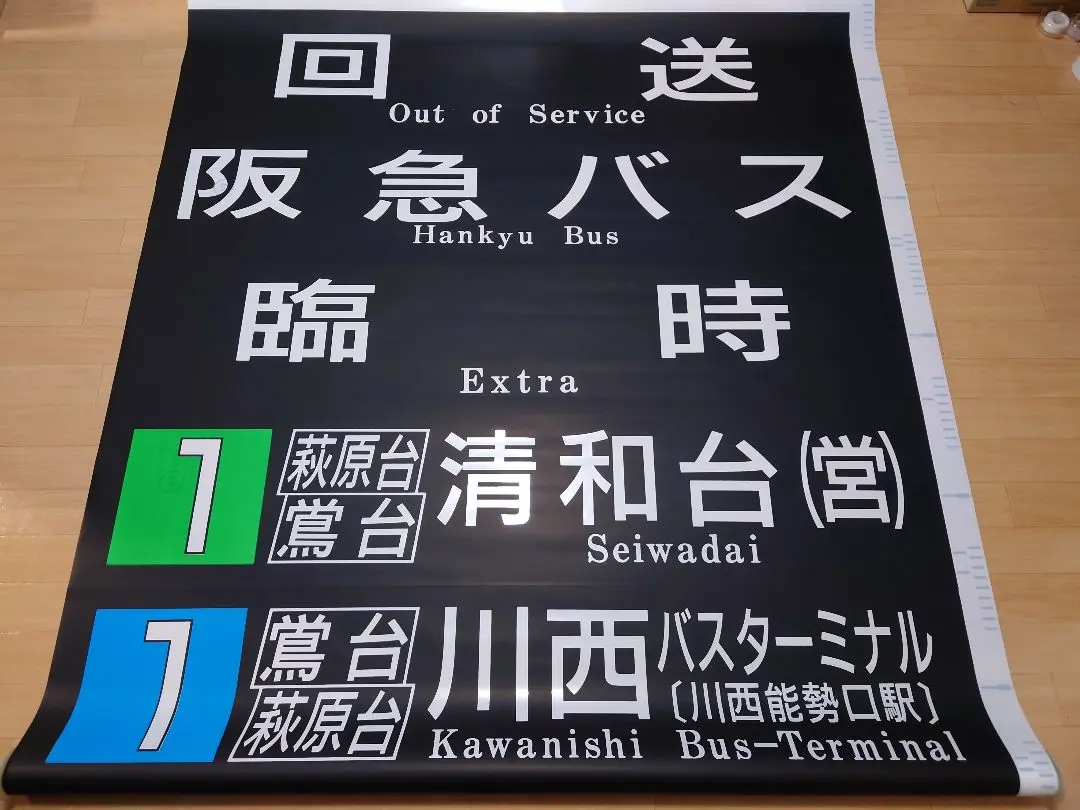 回送
Out of Service
阪急バス
Hankyu Bus
臨時
Extra
1 萩原台 鶯台 清和台(営)
Seiwadai
1 鶯台 萩原台 川西バスターミナル
〔川西能勢口駅〕
Kawanishi Bus-Terminal